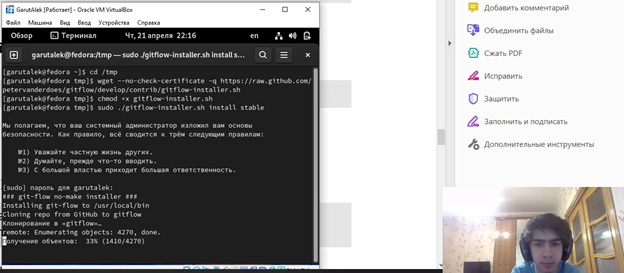 GarutAlek [Работает] - Oracle VM VirtualBox
Файл Машина Вид Ввод Устройства Справка
Обзор Терминал Чт, 21 апреля 22:16 en
garutalek@fedora:/tmp — sudo ./gitflow-installer.sh install s…
[garutalek@fedora ~]$ cd /tmp
[garutalek@fedora tmp]$ wget --no-check-certificate -q https://raw.github.com/
petervanderdoes/gitflow/develop/contrib/gitflow-installer.sh
[garutalek@fedora tmp]$ chmod +x gitflow-installer.sh
[garutalek@fedora tmp]$ sudo ./gitflow-installer.sh install stable
Мы полагаем, что ваш системный администратор изложил вам основы
безопасности. Как правило, всё сводится к трём следующим правилам:
№1) Уважайте частную жизнь других.
№2) Думайте, прежде что-то вводить.
№3) С большой властью приходит большая ответственность.
[sudo] пароль для garutalek:
### git-flow no-make installer ###
Installing git-flow to /usr/local/bin
Cloning repo from GitHub to gitflow
Клонирование в «gitflow»…
remote: Enumerating objects: 4270, done.
Получение объектов: 33% (1410/4270)
Добавить комментарий
Объединить файлы
Сжать PDF
Исправить
Защитить
Заполнить и подписать
Дополнительные инструменты